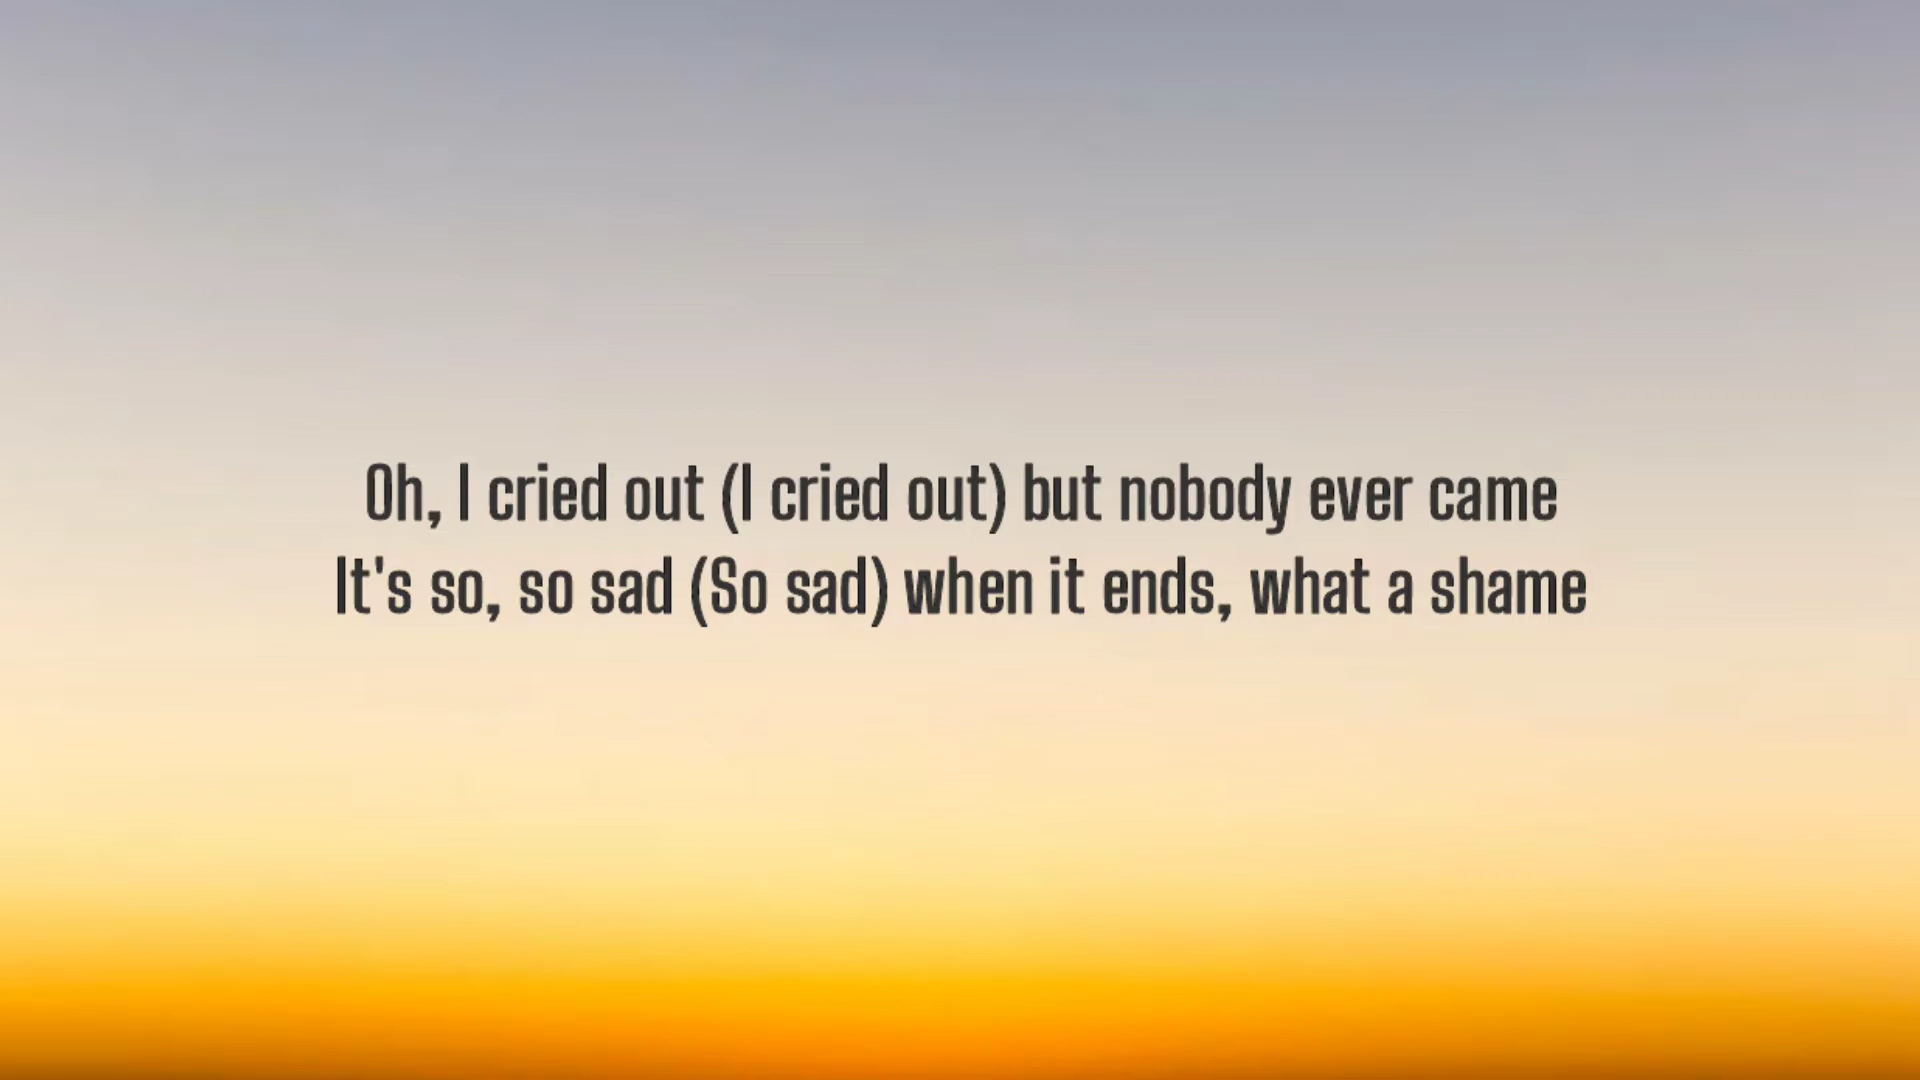 Oh, I cried out (I cried out) but nobody ever came
It's so, so sad (So sad) when it ends, what a shame